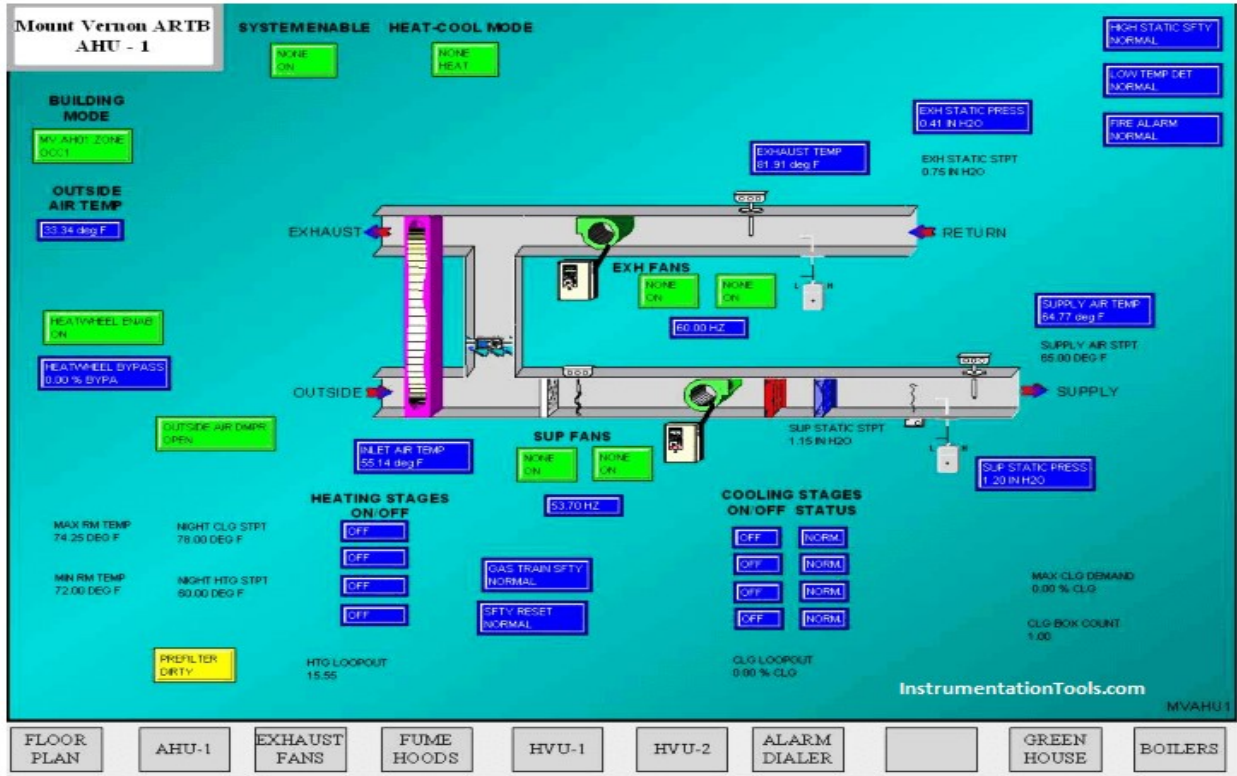 Mount Vernon ARTB
AHU - 1
SYSTEM ENABLE
NONE
ON
HEAT-COOL MODE
NONE
HEAT
HIGH STATIC SFTY
NORMAL
LOW TEMP DET
NORMAL
FIRE ALARM
NORMAL
BUILDING
MODE
MV AH01 ZONE
OCC1
OUTSIDE
AIR TEMP
33.34 deg F
EXH STATIC PRESS
0.41 IN H2O
EXH STATIC STPT
0.75 IN H2O
EXHAUST TEMP
81.91 deg F
EXHAUST
RETURN
EXH FANS
NONE
ON
NONE
ON
60.00 HZ
L
H
HEATWHEEL ENAB
ON
HEATWHEEL BYPASS
0.00 % BYPA
SUPPLY AIR TEMP
64.77 deg F
SUPPLY AIR STPT
65.00 DEG F
OUTSIDE
SUPPLY
OUTSIDE AIR DMPR
OPEN
INLET AIR TEMP
55.14 deg F
SUP FANS
NONE
ON
NONE
ON
53.70 HZ
SUP STATIC STPT
1.15 IN H2O
L
H
SUP STATIC PRESS
1.20 IN H2O
HEATING STAGES
ON/OFF
OFF
OFF
OFF
OFF
COOLING STAGES
ON/OFF STATUS
OFF NORM.
OFF NORM.
OFF NORM.
OFF NORM.
MAX RM TEMP
74.25 DEG F
NIGHT CLG STPT
78.00 DEG F
MIN RM TEMP
72.00 DEG F
NIGHT HTG STPT
60.00 DEG F
GAS TRAIN SFTY
NORMAL
SFTY RESET
NORMAL
MAX CLG DEMAND
0.00 % CLG
CLG BOX COUNT
1.00
PREFILTER
DIRTY
HTG LOOPOUT
15.55
CLG LOOPOUT
0.00 % CLG
InstrumentationTools.com
MVAHU1
FLOOR
PLAN
AHU-1
EXHAUST
FANS
FUME
HOODS
HVU-1
HVU-2
ALARM
DIALER
GREEN
HOUSE
BOILERS